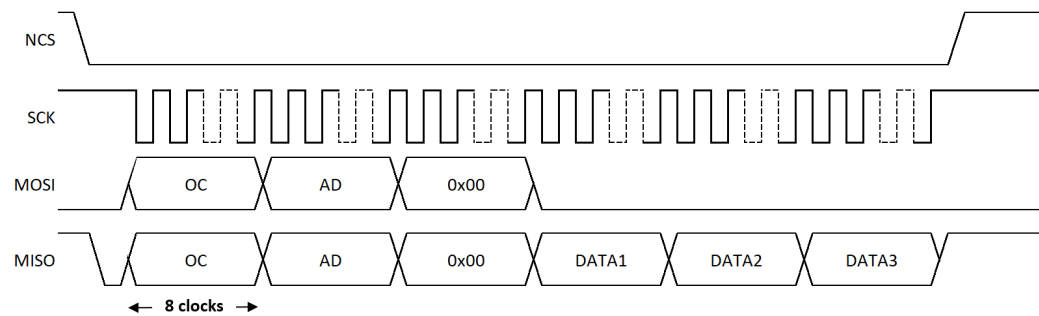 NCS
SCK
MOSI OC AD 0x00
MISO OC AD 0x00 DATA1 DATA2 DATA3
8 clocks